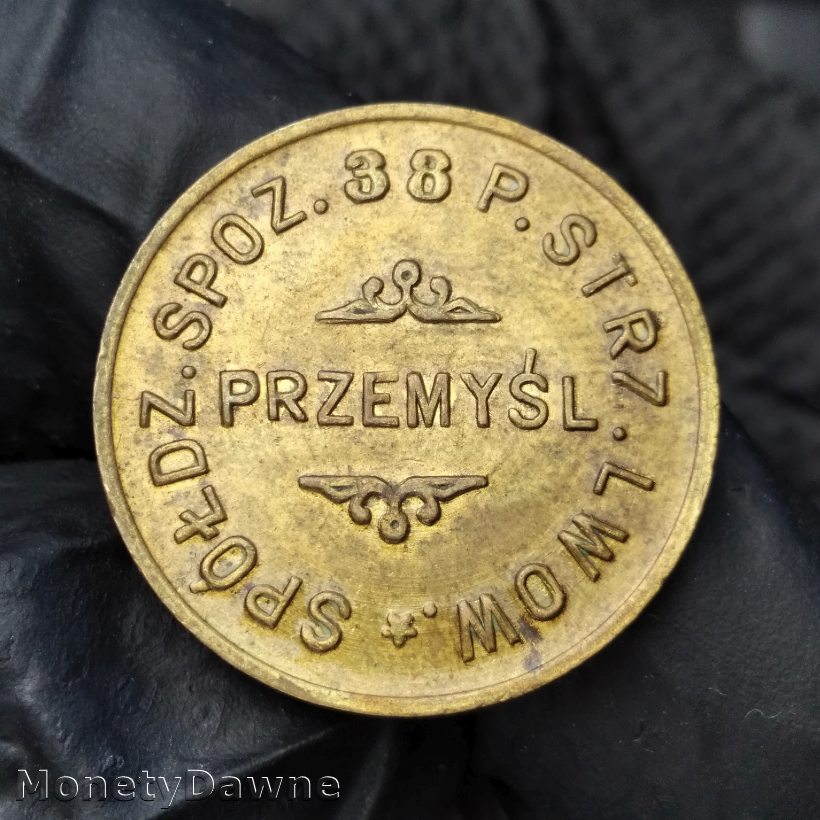 SPÓŁDZ. SPOZ. 38 P. STRZ. LWOW.
PRZEMYŚL
MonetyDawne